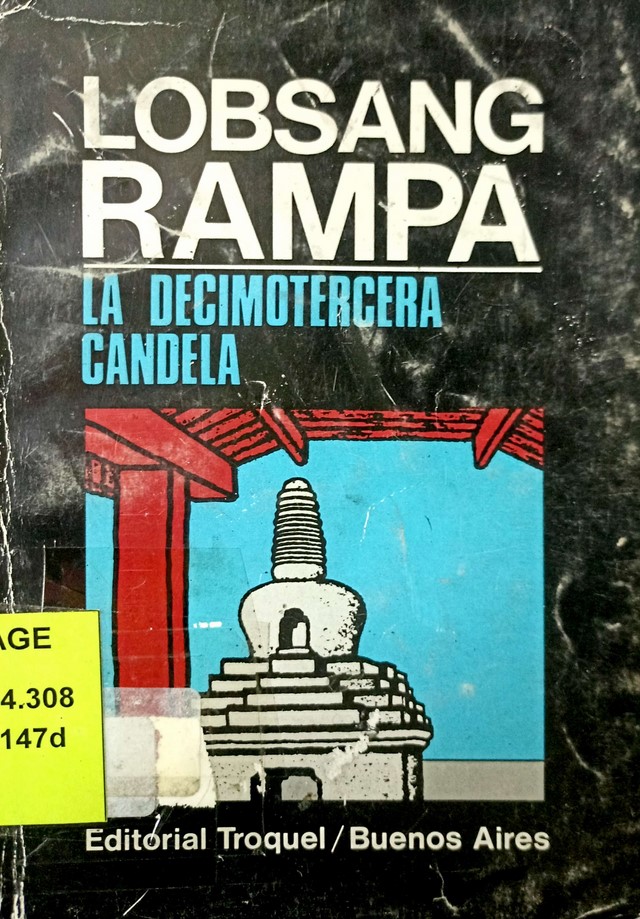 LOBSANG
RAMPA
LA DECIMOTERCERA
CANDELA
AGE
4.308
147d
Editorial Troquel / Buenos Aires